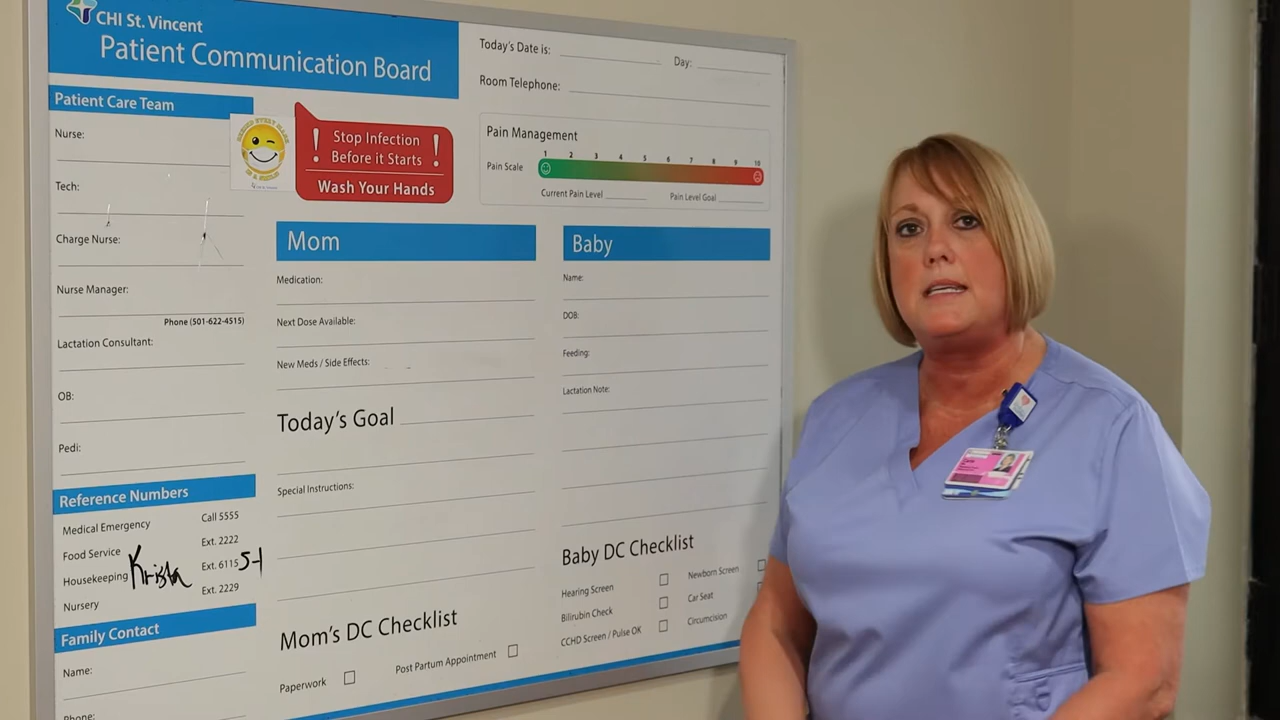 CHI St. Vincent
Patient Communication Board
Today's Date is:
Day:
Room Telephone:
Patient Care Team
Nurse:
Tech:
Charge Nurse:
Nurse Manager:
Phone (501-622-4515)
Lactation Consultant:
OB:
Pedi:
! Stop Infection !
Before it Starts
Wash Your Hands
Pain Management
1 2 3 4 5 6 7 8 9 10
Pain Scale
Current Pain Level
Pain Level Goal
Mom
Medication:
Next Dose Available:
New Meds / Side Effects:
Today's Goal
Special Instructions:
Mom's DC Checklist
Paperwork
Post Partum Appointment
Baby
Name:
DOB:
Feeding:
Lactation Note:
Baby DC Checklist
Hearing Screen
Newborn Screen
Bilirubin Check
Car Seat
CCHD Screen / Pulse OK
Circumcision
Reference Numbers
Medical Emergency Call 5555
Food Service Ext. 2222
Housekeeping Krista Ext. 6115
Nursery Ext. 2229
Family Contact
Name:
Phone: